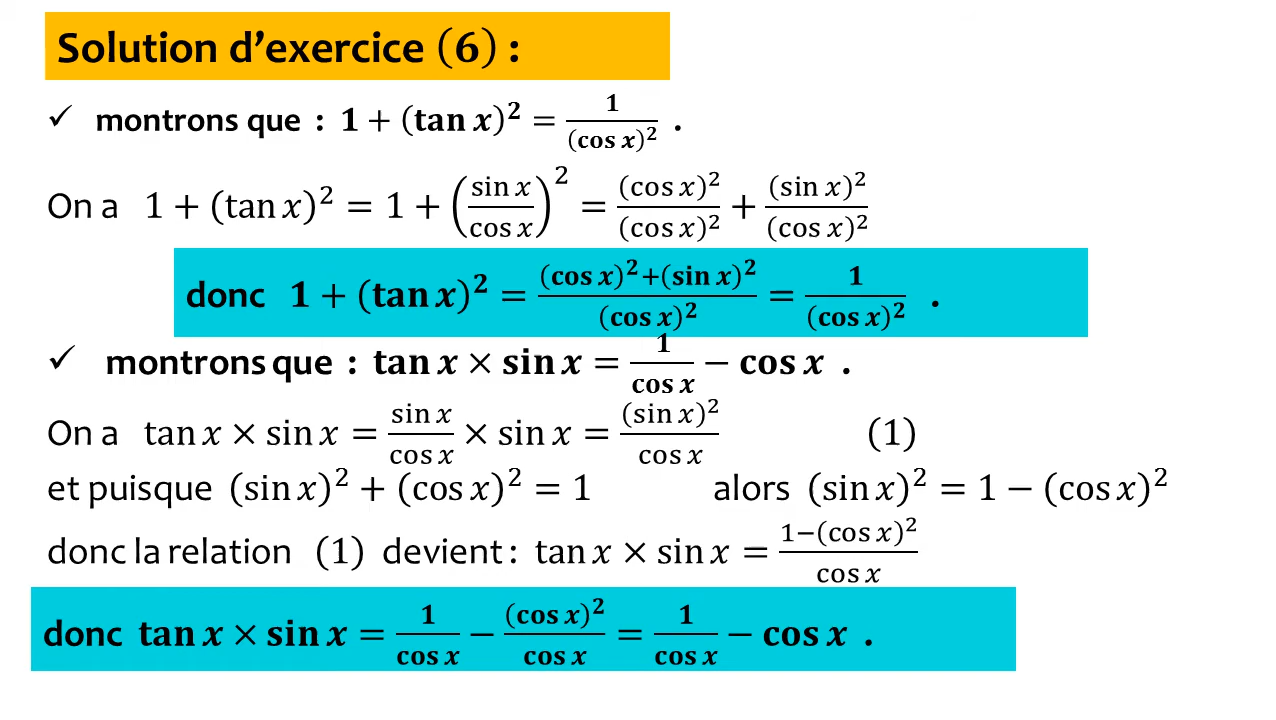 Solution d’exercice (6) :
✓ montrons que : 1 + (tan x)² = 1/(cos x)² .
On a 1 + (tan x)² = 1 + (sin x/cos x)² = (cos x)²/(cos x)² + (sin x)²/(cos x)²
donc 1 + (tan x)² = ((cos x)²+(sin x)²)/(cos x)² = 1/(cos x)² .
✓ montrons que : tan x × sin x = 1/cos x − cos x .
On a tan x × sin x = sin x/cos x × sin x = (sin x)²/cos x (1)
et puisque (sin x)² + (cos x)² = 1 alors (sin x)² = 1 − (cos x)²
donc la relation (1) devient : tan x × sin x = (1−(cos x)²)/cos x
donc tan x × sin x = 1/cos x − (cos x)²/cos x = 1/cos x − cos x .